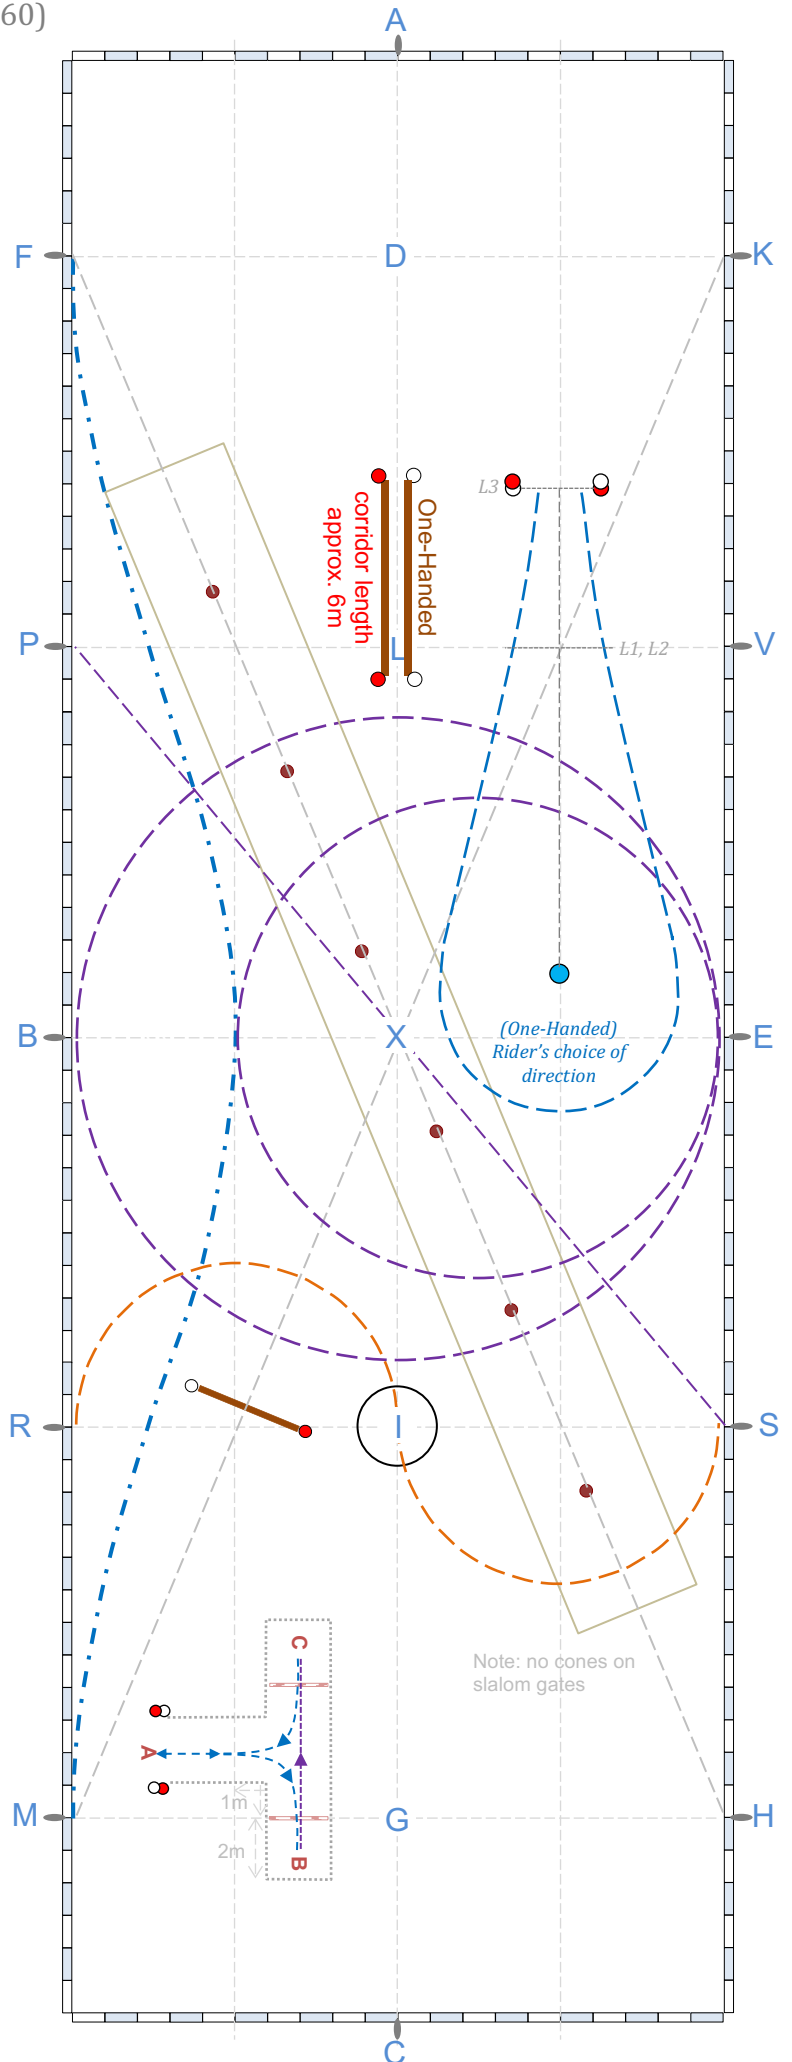 60)
A
F
D
K
L3
One-Handed
corridor length
approx. 6m
P
L
V
L1, L2
B
X
E
(One-Handed)
Rider's choice of
direction
R
I
S
C
Note: no cones on
slalom gates
A
1m
M
G
H
2m
B
C